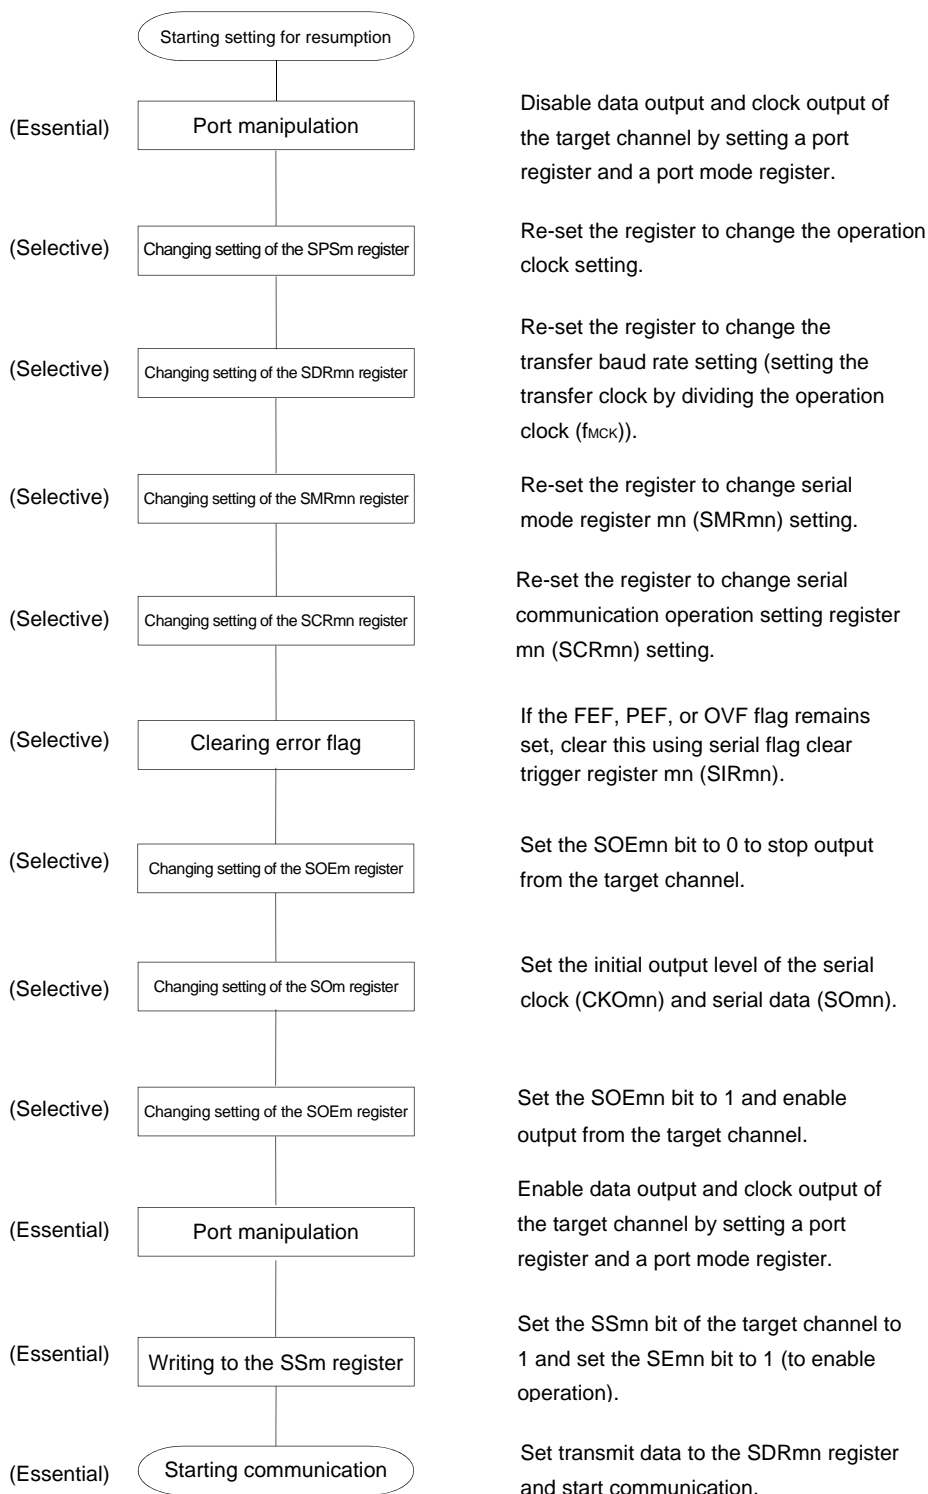 Starting setting for resumption
(Essential)
Port manipulation
Disable data output and clock output of
the target channel by setting a port
register and a port mode register.
(Selective)
Changing setting of the SPSm register
Re-set the register to change the operation
clock setting.
(Selective)
Changing setting of the SDRmn register
Re-set the register to change the
transfer baud rate setting (setting the
transfer clock by dividing the operation
clock (fMCK)).
(Selective)
Changing setting of the SMRmn register
Re-set the register to change serial
mode register mn (SMRmn) setting.
(Selective)
Changing setting of the SCRmn register
Re-set the register to change serial
communication operation setting register
mn (SCRmn) setting.
(Selective)
Clearing error flag
If the FEF, PEF, or OVF flag remains
set, clear this using serial flag clear
trigger register mn (SIRmn).
(Selective)
Changing setting of the SOEm register
Set the SOEmn bit to 0 to stop output
from the target channel.
(Selective)
Changing setting of the SOm register
Set the initial output level of the serial
clock (CKOmn) and serial data (SOmn).
(Selective)
Changing setting of the SOEm register
Set the SOEmn bit to 1 and enable
output from the target channel.
(Essential)
Port manipulation
Enable data output and clock output of
the target channel by setting a port
register and a port mode register.
(Essential)
Writing to the SSm register
Set the SSmn bit of the target channel to
1 and set the SEmn bit to 1 (to enable
operation).
(Essential)
Starting communication
Set transmit data to the SDRmn register
and start communication.